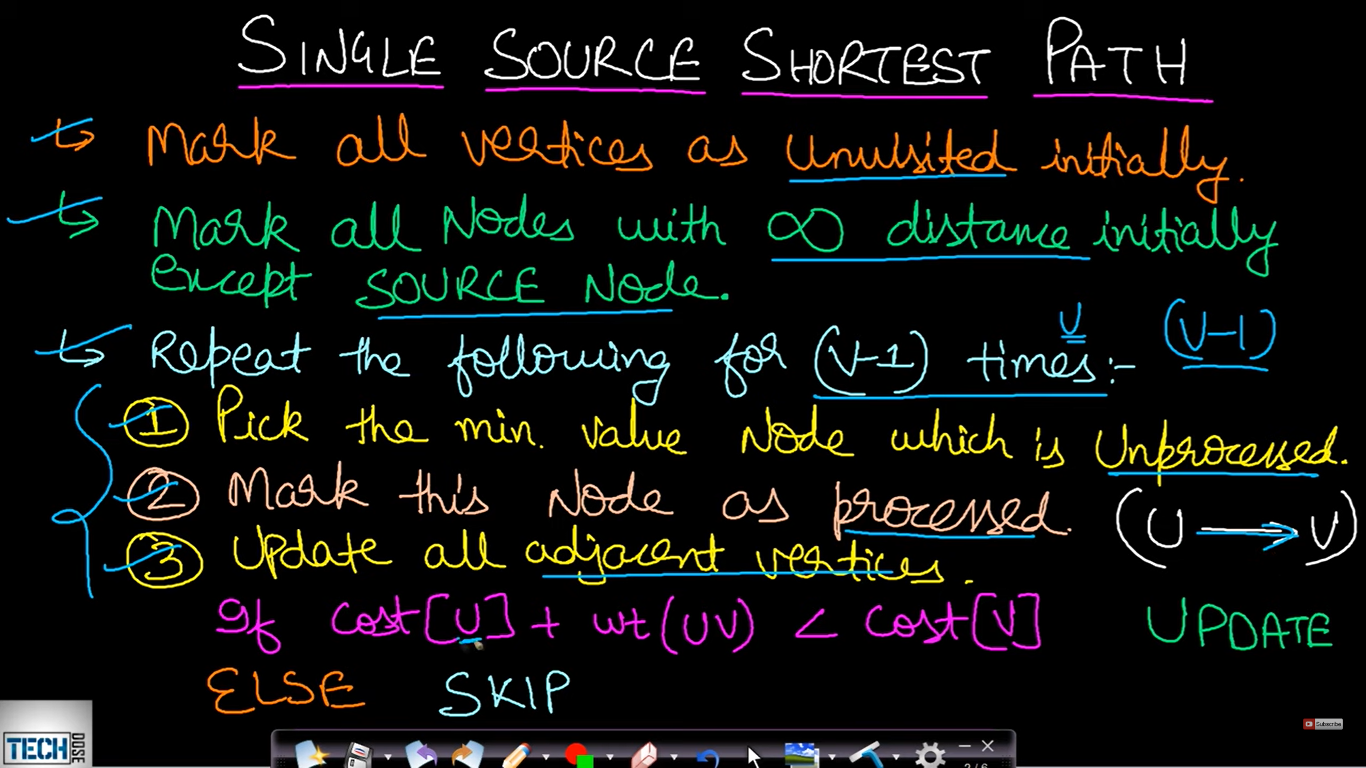 SINGLE SOURCE SHORTEST PATH
Mark all vertices as Unvisited initially.
Mark all Nodes with ∞ distance initially
Except SOURCE Node.
V (V-1)
Repeat the following for (V-1) times:-
① Pick the min. value Node which is Unprocessed.
② Mark this Node as processed.
(U → V)
③ Update all adjacent vertices.
If Cost[U] + wt(UV) < Cost[V] UPDATE
ELSE SKIP
TECH DOSE
Subscribe
2/6